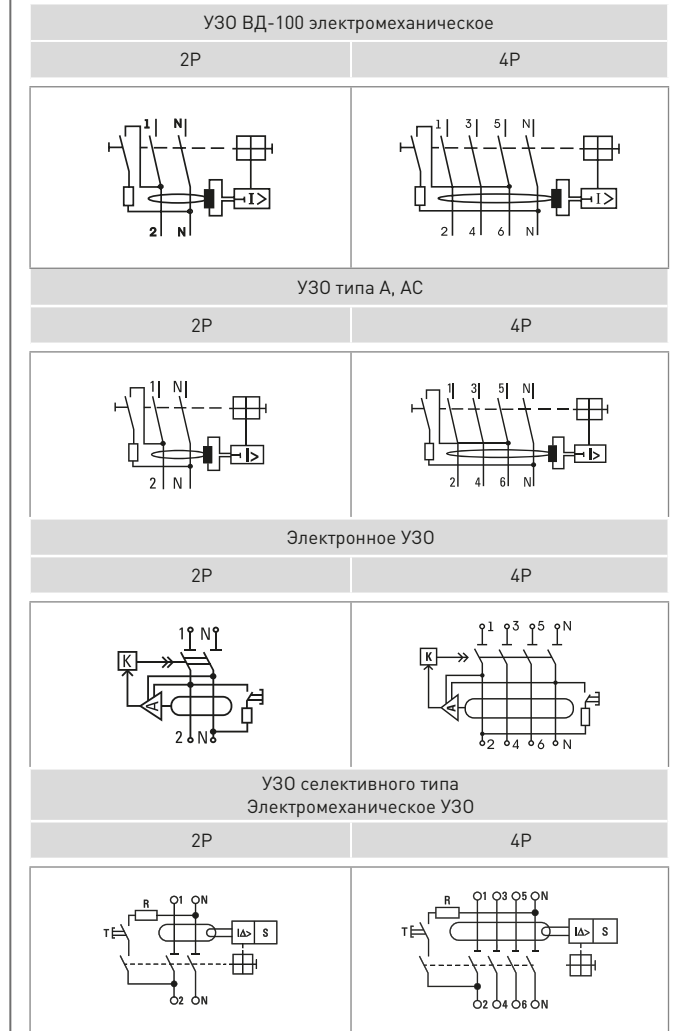 УЗО ВД-100 электромеханическое
2P 4P
1 N 1 3 5 N
I> I>
2 N 2 4 6 N
УЗО типа А, АС
2P 4P
1 N 1 3 5 N
I> I>
2 N 2 4 6 N
Электронное УЗО
2P 4P
1 N 1 3 5 N
K K
A A
2 N 2 4 6 N
УЗО селективного типа
Электромеханическое УЗО
2P 4P
R 1 N R 1 3 5 N
T I∆> S T I∆> S
2 N 2 4 6 N